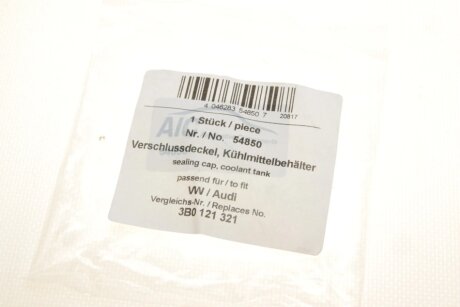 4 046283 54850 7 20817
AIC
1 Stück / piece
Nr. / No. 54850
Verschlussdeckel, Kühlmittelbehälter
sealing cap, coolant tank
passend für / to fit
VW / Audi
Vergleichs-Nr. / Replaces No.
3B0 121 321